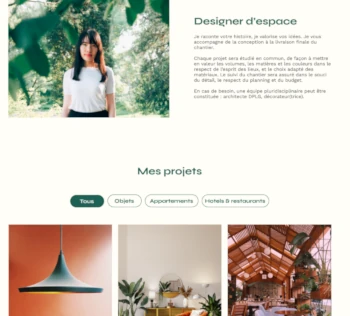 Designer d'espace
Je raconte votre histoire, je valorise vos idées. Je vous
accompagne de la conception à la livraison finale du
chantier.
Chaque projet sera étudié en commun, de façon à mettre
en valeur les volumes, les matières et les couleurs dans le
respect de l'esprit des lieux, et le choix adapté des
matériaux. Le suivi du chantier sera assuré dans le souci
du détail, le respect du planning et du budget.
En cas de besoin, une équipe pluridisciplinaire peut être
constituée : architecte DPLG, décorateur(trice).
Mes projets
Tous
Objets
Appartements
Hotels & restaurants